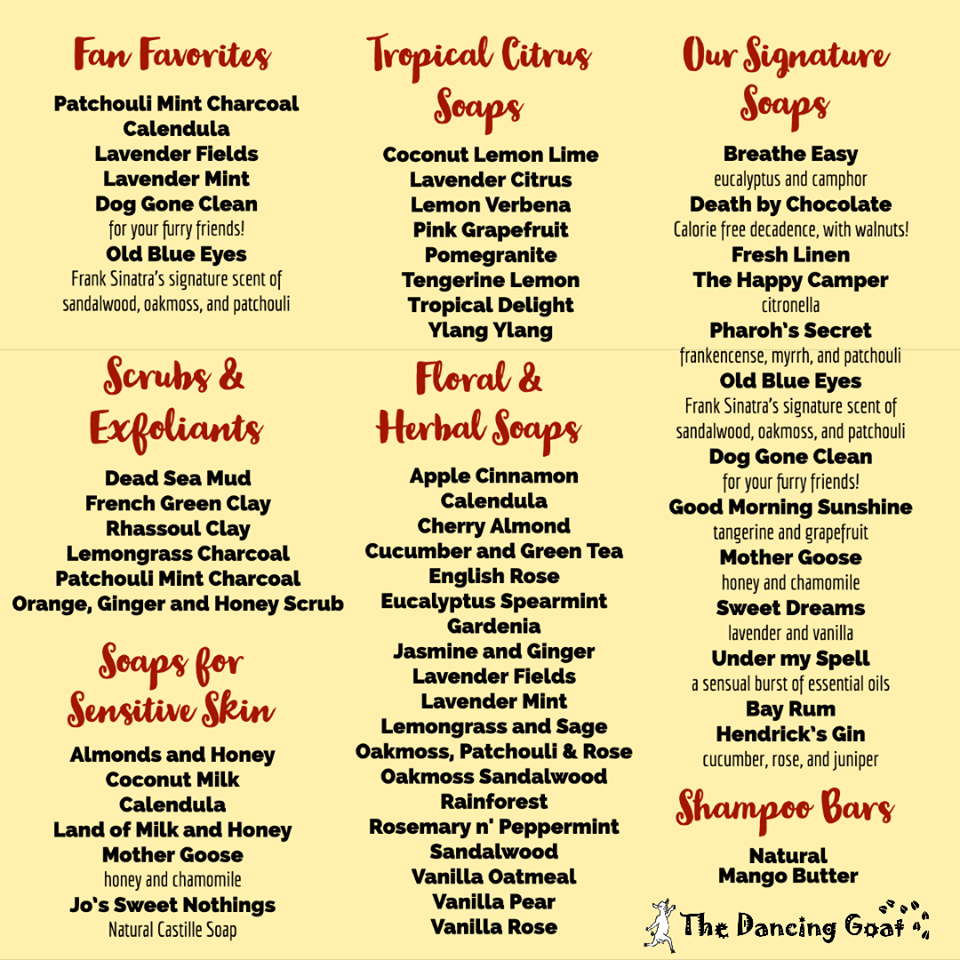 Fan Favorites
Patchouli Mint Charcoal
Calendula
Lavender Fields
Lavender Mint
Dog Gone Clean
for your furry friends!
Old Blue Eyes
Frank Sinatra's signature scent of
sandalwood, oakmoss, and patchouli
Scrubs &
Exfoliants
Dead Sea Mud
French Green Clay
Rhassoul Clay
Lemongrass Charcoal
Patchouli Mint Charcoal
Orange, Ginger and Honey Scrub
Soaps for
Sensitive Skin
Almonds and Honey
Coconut Milk
Calendula
Land of Milk and Honey
Mother Goose
honey and chamomile
Jo's Sweet Nothings
Natural Castille Soap
Tropical Citrus
Soaps
Coconut Lemon Lime
Lavender Citrus
Lemon Verbena
Pink Grapefruit
Pomegranite
Tengerine Lemon
Tropical Delight
Ylang Ylang
Floral &
Herbal Soaps
Apple Cinnamon
Calendula
Cherry Almond
Cucumber and Green Tea
English Rose
Eucalyptus Spearmint
Gardenia
Jasmine and Ginger
Lavender Fields
Lavender Mint
Lemongrass and Sage
Oakmoss, Patchouli & Rose
Oakmoss Sandalwood
Rainforest
Rosemary n' Peppermint
Sandalwood
Vanilla Oatmeal
Vanilla Pear
Vanilla Rose
Our Signature
Soaps
Breathe Easy
eucalyptus and camphor
Death by Chocolate
Calorie free decadence, with walnuts!
Fresh Linen
The Happy Camper
citronella
Pharoh's Secret
frankencense, myrrh, and patchouli
Old Blue Eyes
Frank Sinatra's signature scent of
sandalwood, oakmoss, and patchouli
Dog Gone Clean
for your furry friends!
Good Morning Sunshine
tangerine and grapefruit
Mother Goose
honey and chamomile
Sweet Dreams
lavender and vanilla
Under my Spell
a sensual burst of essential oils
Bay Rum
Hendrick's Gin
cucumber, rose, and juniper
Shampoo Bars
Natural
Mango Butter
The Dancing Goat